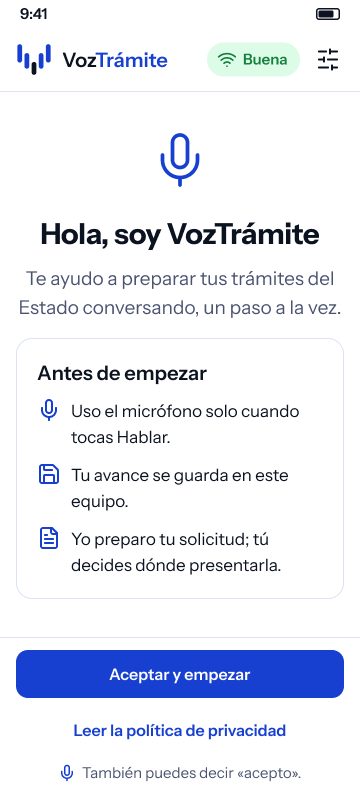 9:41
VozTrámite
Buena
Hola, soy VozTrámite
Te ayudo a preparar tus trámites del
Estado conversando, un paso a la vez.
Antes de empezar
Uso el micrófono solo cuando
tocas Hablar.
Tu avance se guarda en este
equipo.
Yo preparo tu solicitud; tú
decides dónde presentarla.
Aceptar y empezar
Leer la política de privacidad
También puedes decir «acepto».